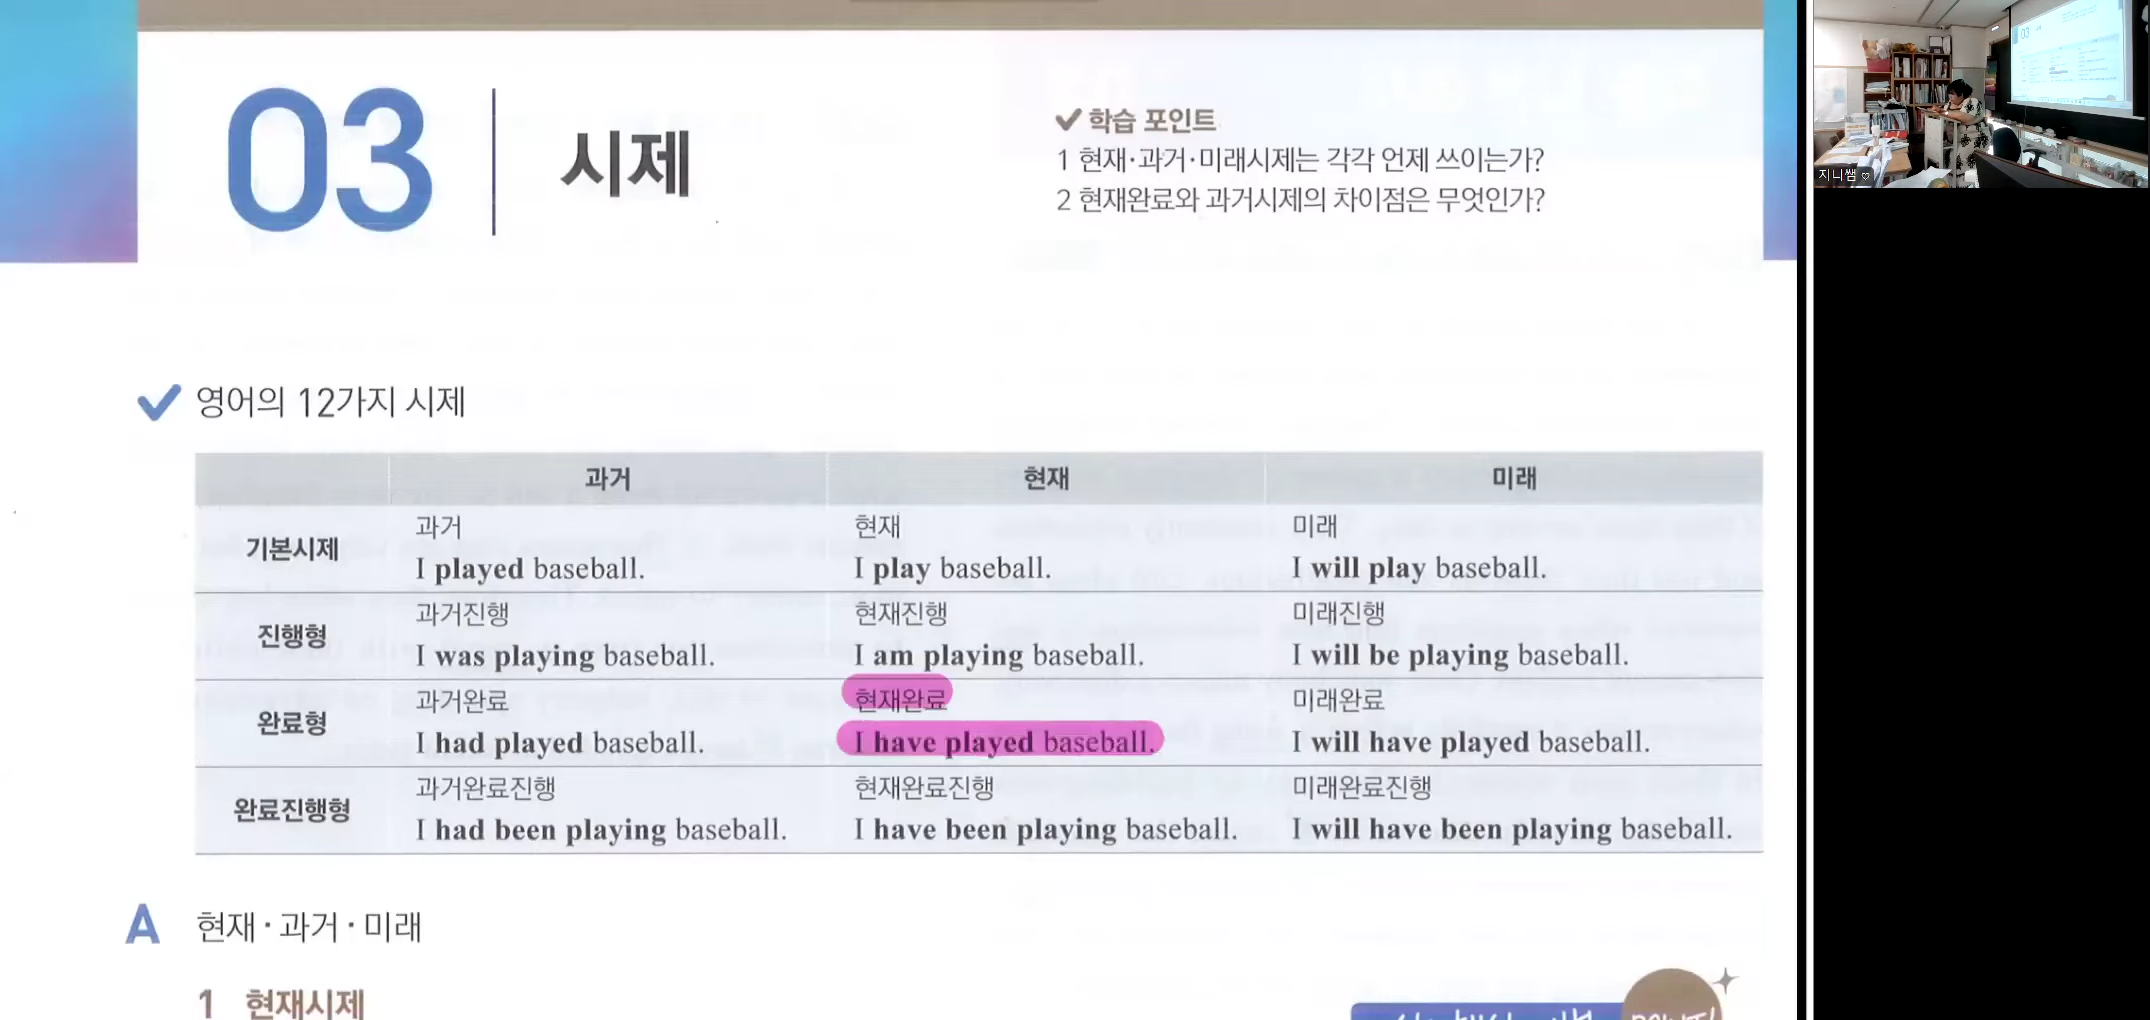 03
시제
✓ 학습 포인트
1 현재·과거·미래시제는 각각 언제 쓰이는가?
2 현재완료와 과거시제의 차이점은 무엇인가?
지니쌤 ♡
✓ 영어의 12가지 시제
과거 현재 미래
기본시제
과거 현재 미래
I played baseball. I play baseball. I will play baseball.
진행형
과거진행 현재진행 미래진행
I was playing baseball. I am playing baseball. I will be playing baseball.
완료형
과거완료 현재완료 미래완료
I had played baseball. I have played baseball. I will have played baseball.
완료진행형
과거완료진행 현재완료진행 미래완료진행
I had been playing baseball. I have been playing baseball. I will have been playing baseball.
A 현재·과거·미래
1 현재시제